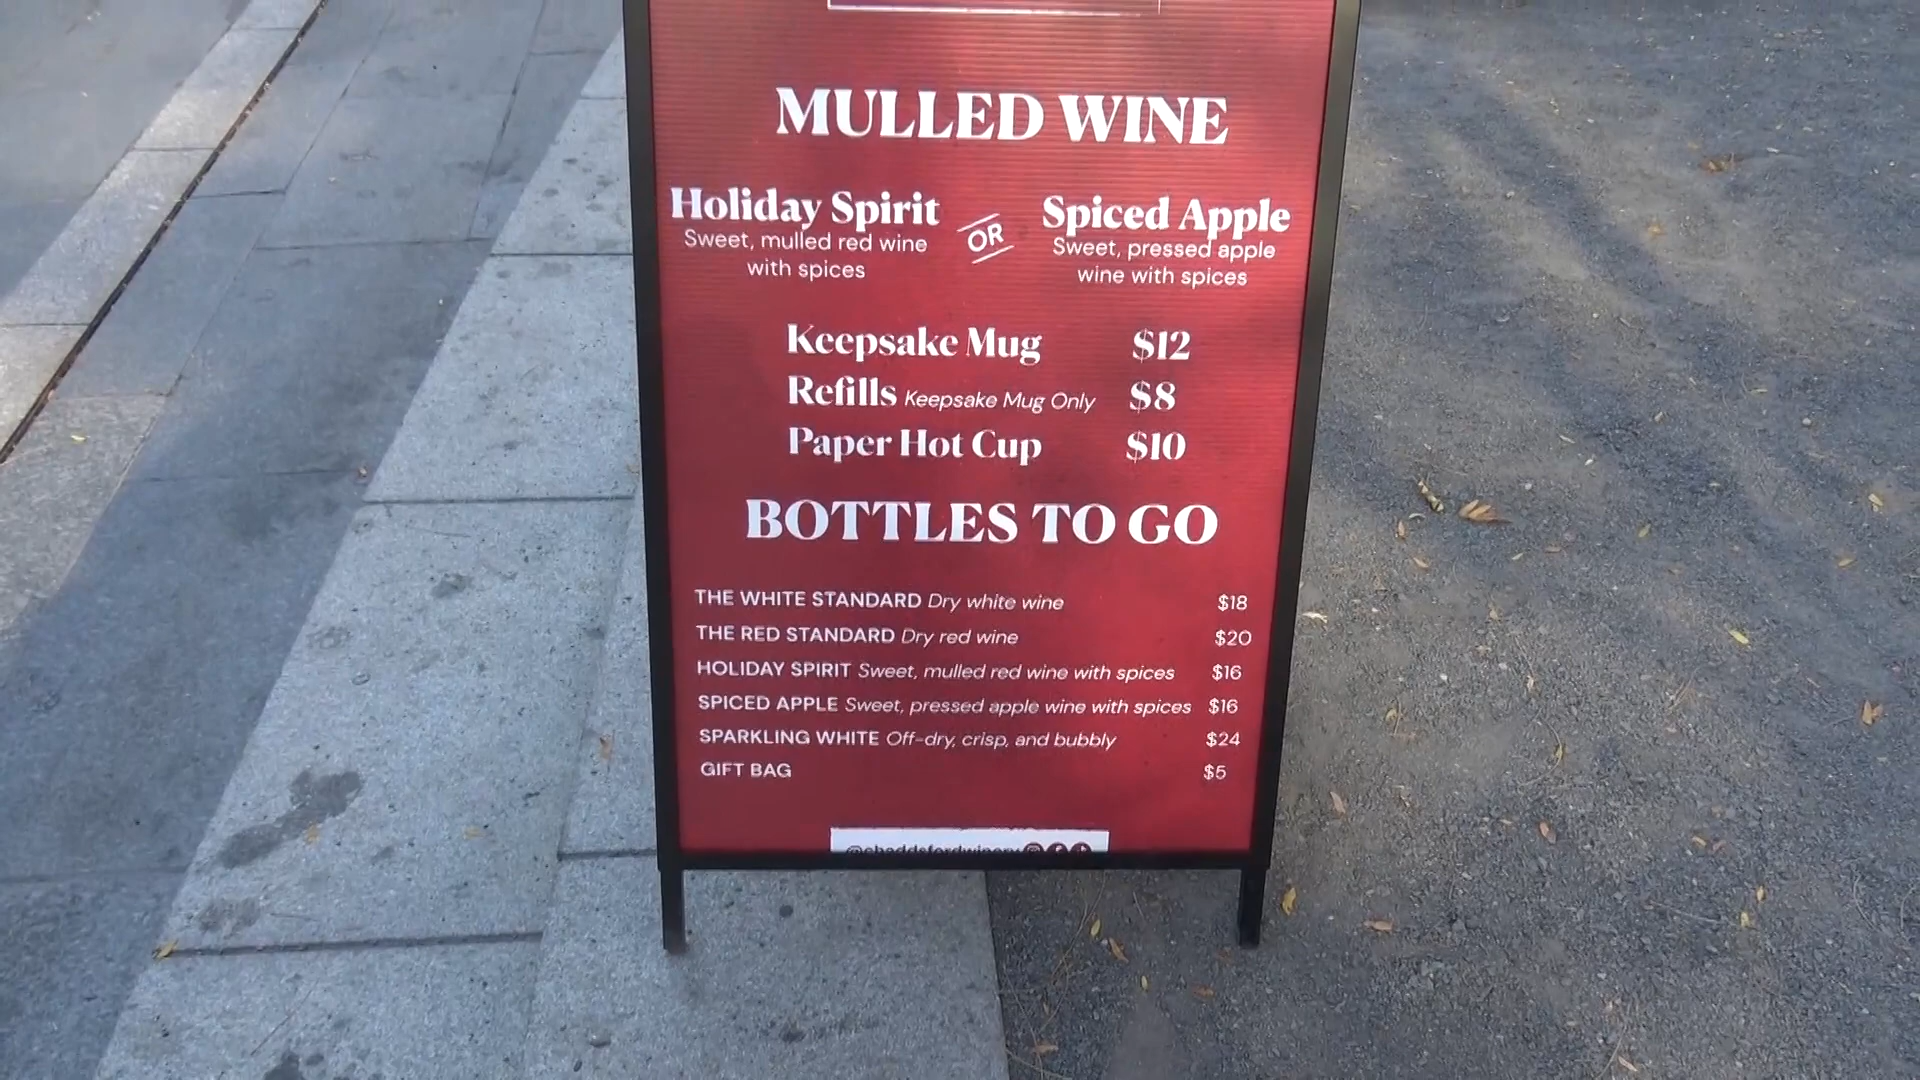 MULLED WINE
Holiday Spirit
Sweet, mulled red wine
with spices
OR
Spiced Apple
Sweet, pressed apple
wine with spices
Keepsake Mug $12
Refills Keepsake Mug Only $8
Paper Hot Cup $10
BOTTLES TO GO
THE WHITE STANDARD Dry white wine $18
THE RED STANDARD Dry red wine $20
HOLIDAY SPIRIT Sweet, mulled red wine with spices $16
SPICED APPLE Sweet, pressed apple wine with spices $16
SPARKLING WHITE Off-dry, crisp, and bubbly $24
GIFT BAG $5
@chaddsfordwinery